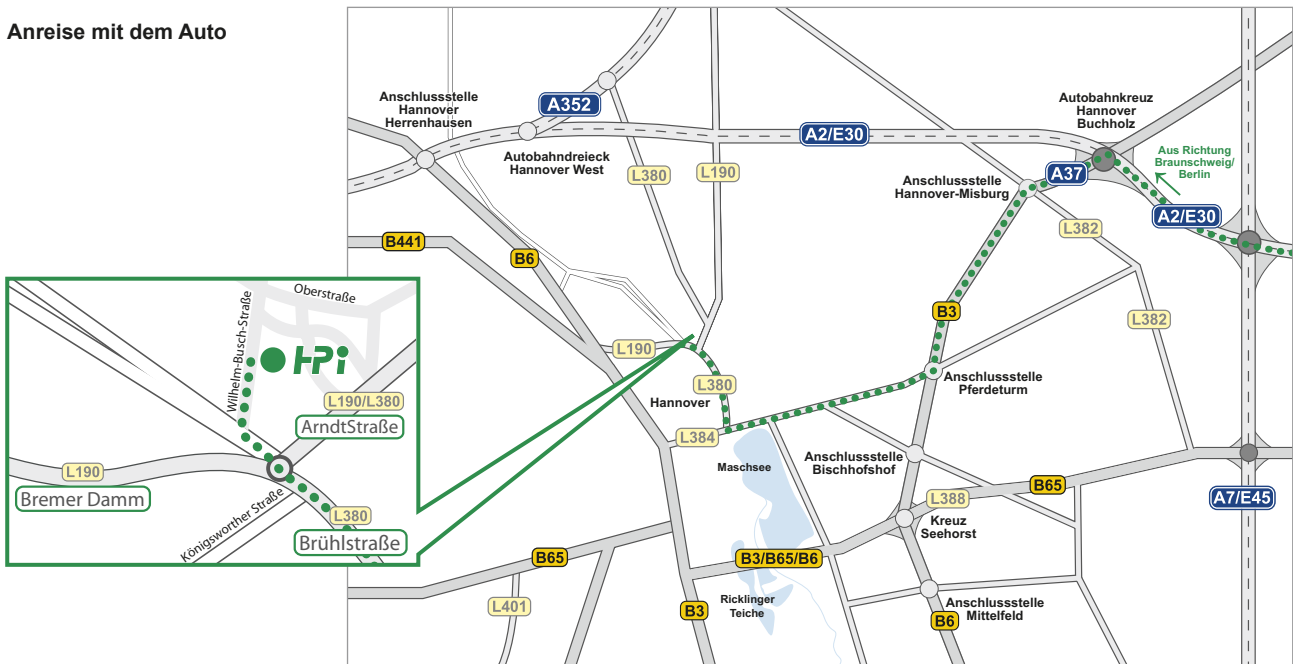 Anreise mit dem Auto
Anschlussstelle
Hannover
Herrenhausen
A352
Autobahndreieck
Hannover West
A2/E30
Autobahnkreuz
Hannover
Buchholz
Aus Richtung
Braunschweig/
Berlin
A37
Anschlussstelle
Hannover-Misburg
A2/E30
L380
L190
L382
B441
B6
B3
L382
L190
L380
Hannover
Anschlussstelle
Pferdeturm
L384
Maschsee
Anschlussstelle
Bischhofshof
B65
L388
A7/E45
Kreuz
Seehorst
B65
B3/B65/B6
L401
Ricklinger
Teiche
B3
Anschlussstelle
Mittelfeld
B6
Oberstraße
Wilhelm-Busch-Straße
HPi
L190/L380
ArndtStraße
L190
Bremer Damm
Königsworther Straße
L380
Brühlstraße